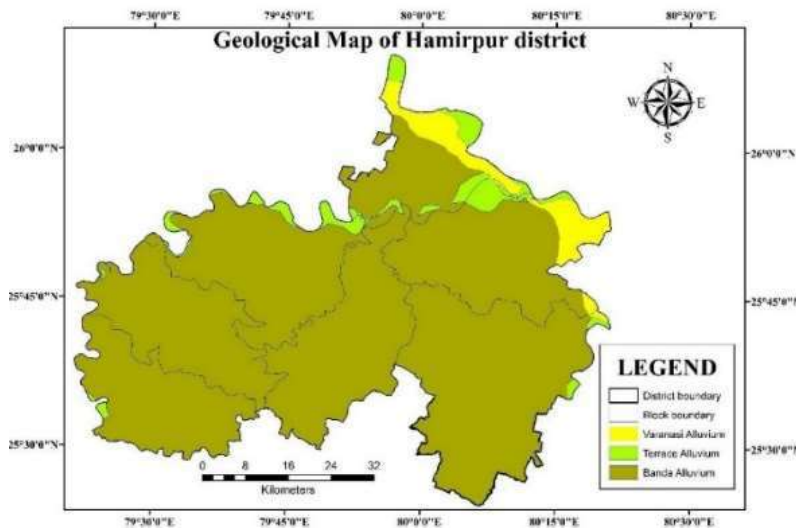 79°30'0"E 79°45'0"E 80°0'0"E 80°15'0"E 80°30'0"E
Geological Map of Hamirpur district
N
W E
S
26°0'0"N 26°0'0"N
25°45'0"N 25°45'0"N
LEGEND
District boundary
Block boundary
Varanasi Alluvium
Terrace Alluvium
Banda Alluvium
25°30'0"N 25°30'0"N
0 4 8 16 24 32
Kilometers
79°30'0"E 79°45'0"E 80°0'0"E 80°15'0"E 80°30'0"E